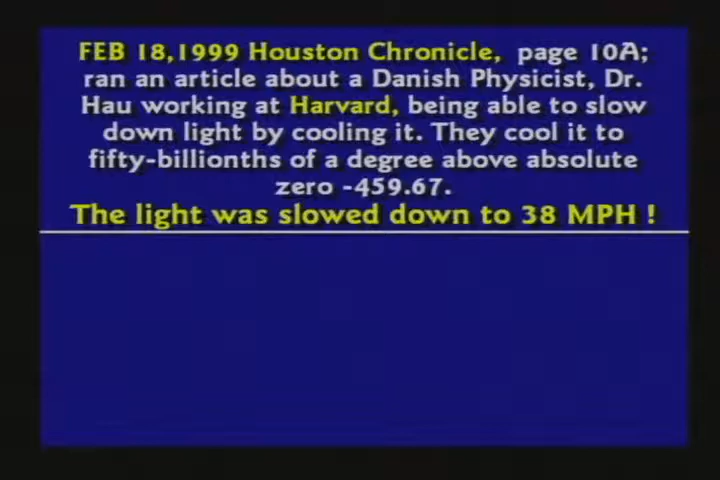 FEB 18,1999 Houston Chronicle, page 10A;
ran an article about a Danish Physicist, Dr.
Hau working at Harvard, being able to slow
down light by cooling it. They cool it to
fifty-billionths of a degree above absolute
zero -459.67.
The light was slowed down to 38 MPH !